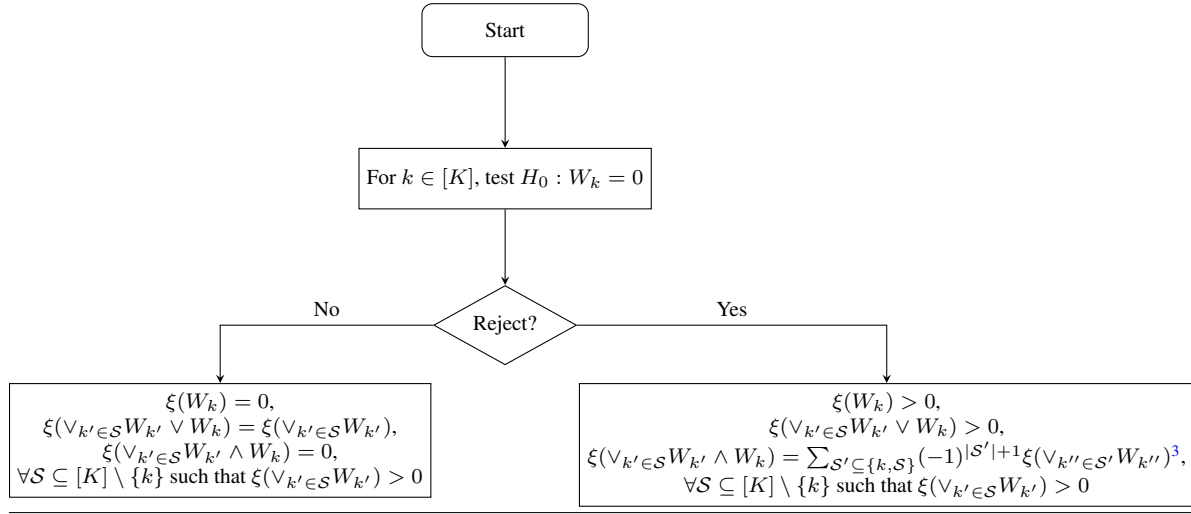 Start
For k ∈ [K], test H₀ : W_k = 0
Reject?
No
Yes
ξ(W_k) = 0,
ξ(∨_{k′∈𝒮} W_{k′} ∨ W_k) = ξ(∨_{k′∈𝒮} W_{k′}),
ξ(∨_{k′∈𝒮} W_{k′} ∧ W_k) = 0,
∀𝒮 ⊆ [K] \ {k} such that ξ(∨_{k′∈𝒮} W_{k′}) > 0
ξ(W_k) > 0,
ξ(∨_{k′∈𝒮} W_{k′} ∨ W_k) > 0,
ξ(∨_{k′∈𝒮} W_{k′} ∧ W_k) = ∑_{𝒮′⊆{k,𝒮}} (−1)^{|𝒮′|+1} ξ(∨_{k″∈𝒮′} W_{k″})³,
∀𝒮 ⊆ [K] \ {k} such that ξ(∨_{k′∈𝒮} W_{k′}) > 0